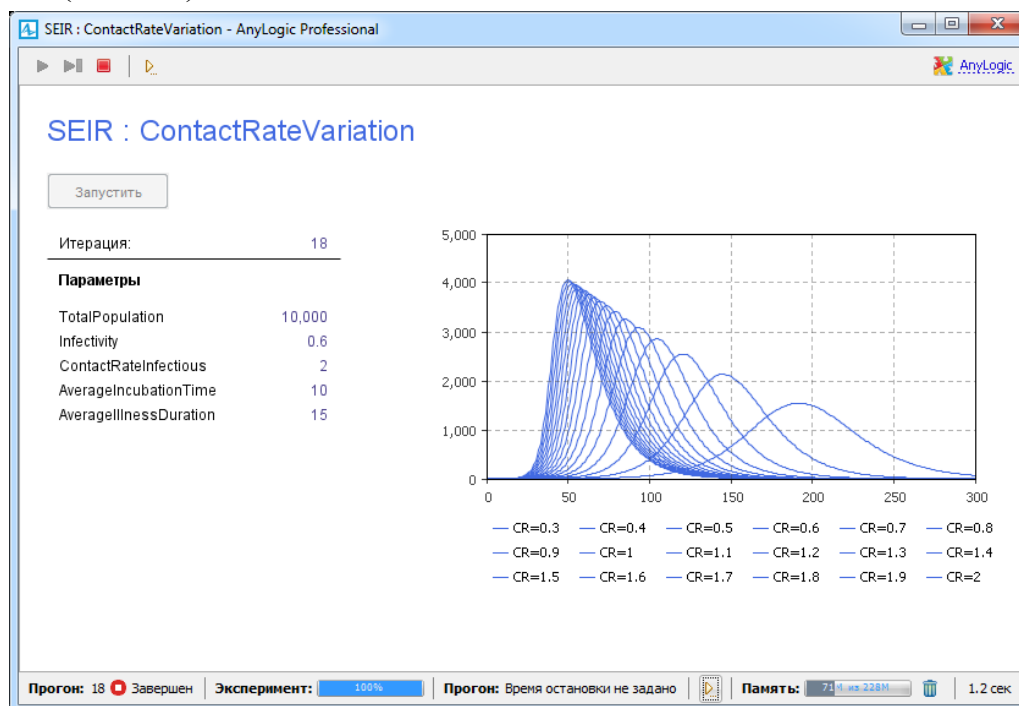 SEIR : ContactRateVariation - AnyLogic Professional
AnyLogic
SEIR : ContactRateVariation
Запустить
Итерация: 18
Параметры
TotalPopulation 10,000
Infectivity 0.6
ContactRateInfectious 2
AverageIncubationTime 10
AverageIllnessDuration 15
5,000
4,000
3,000
2,000
1,000
0
0 50 100 150 200 250 300
CR=0.3 CR=0.4 CR=0.5 CR=0.6 CR=0.7 CR=0.8
CR=0.9 CR=1 CR=1.1 CR=1.2 CR=1.3 CR=1.4
CR=1.5 CR=1.6 CR=1.7 CR=1.8 CR=1.9 CR=2
Прогон: 18 Завершен Эксперимент: 100% Прогон: Время остановки не задано Память: 71M из 228M 1.2 сек